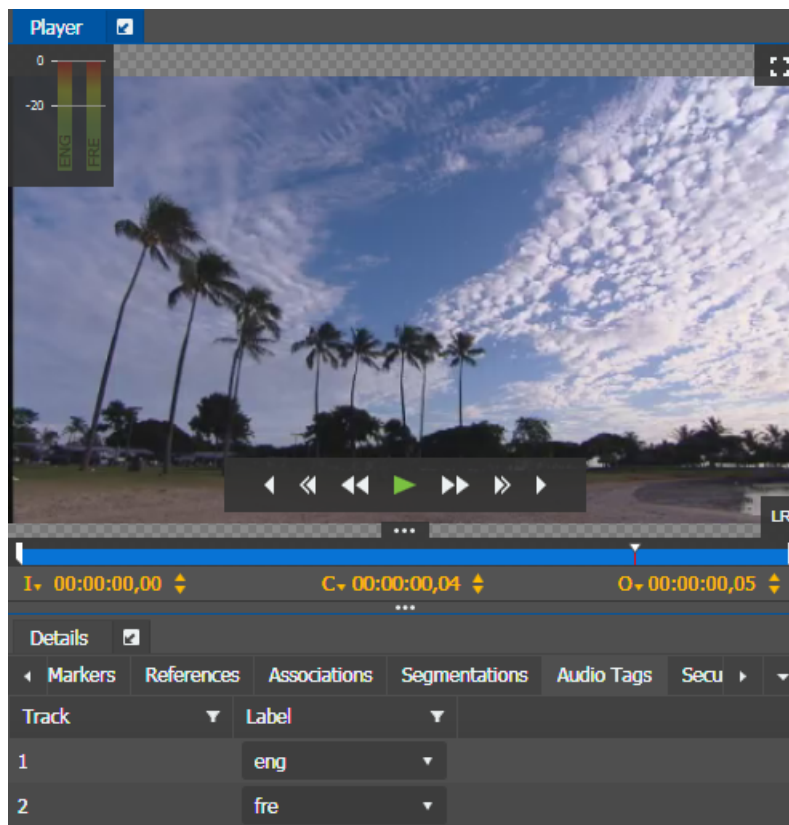 Player
0
-20
ENG
FRE
LR
I 00:00:00,00 C 00:00:00,04 O 00:00:00,05
Details
Markers References Associations Segmentations Audio Tags Secu
Track Label
1 eng
2 fre